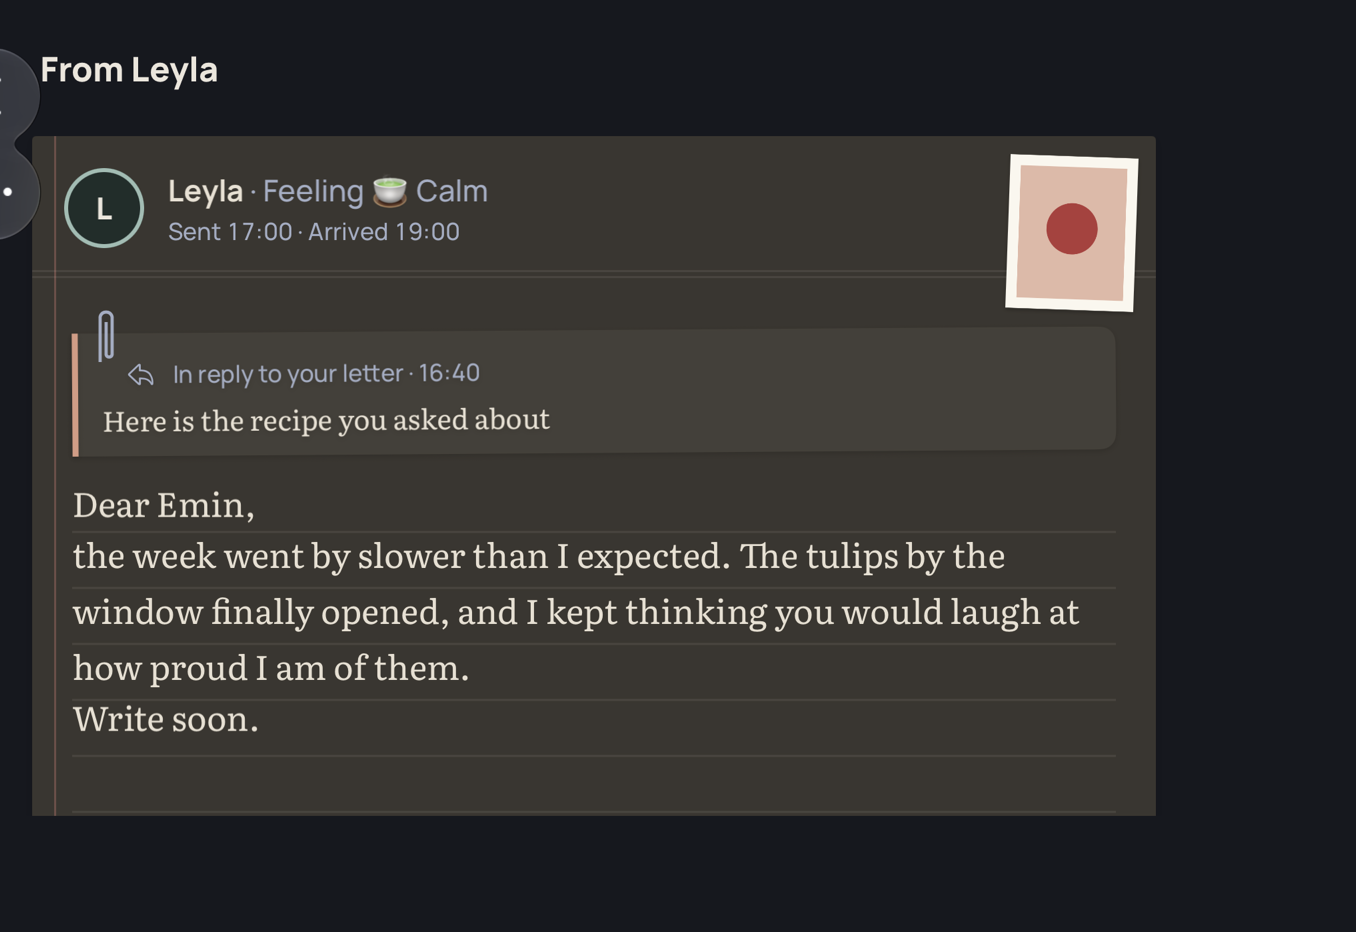 From Leyla
L
Leyla · Feeling 🍵 Calm
Sent 17:00 · Arrived 19:00
In reply to your letter · 16:40
Here is the recipe you asked about
Dear Emin,
the week went by slower than I expected. The tulips by the
window finally opened, and I kept thinking you would laugh at
how proud I am of them.
Write soon.